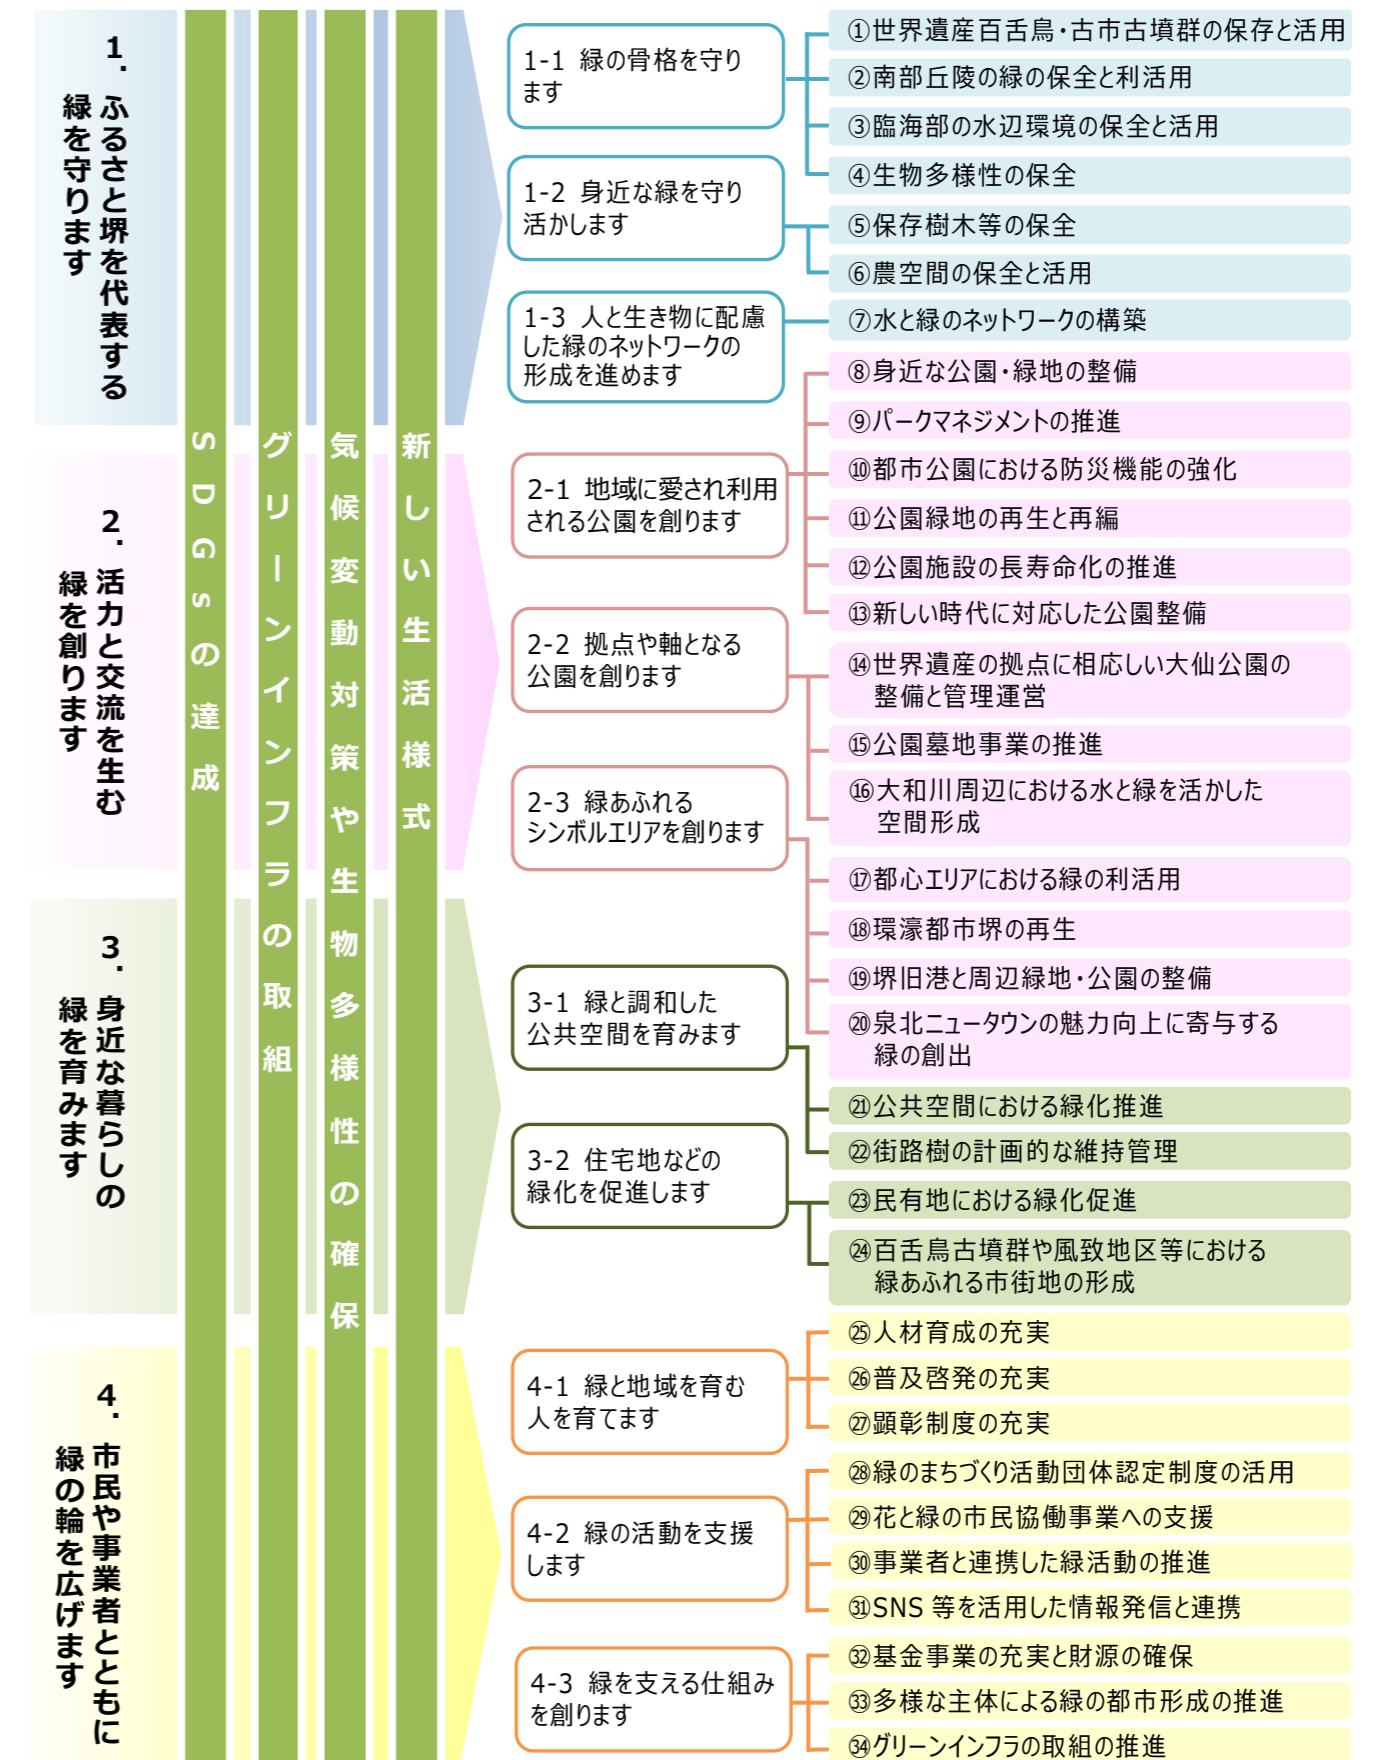 1. ふるさと堺を代表する
緑を守ります
2. 活力と交流を生む
緑を創ります
3. 身近な暮らしの
緑を育みます
4. 市民や事業者とともに
緑の輪を広げます
SDGsの達成
グリーンインフラの取組
気候変動対策や生物多様性の確保
新しい生活様式
1-1 緑の骨格を守り
ます
①世界遺産百舌鳥・古市古墳群の保存と活用
②南部丘陵の緑の保全と利活用
③臨海部の水辺環境の保全と活用
④生物多様性の保全
1-2 身近な緑を守り
活かします
⑤保存樹木等の保全
⑥農空間の保全と活用
1-3 人と生き物に配慮
した緑のネットワークの
形成を進めます
⑦水と緑のネットワークの構築
2-1 地域に愛され利用
される公園を創ります
⑧身近な公園・緑地の整備
⑨パークマネジメントの推進
⑩都市公園における防災機能の強化
⑪公園緑地の再生と再編
⑫公園施設の長寿命化の推進
⑬新しい時代に対応した公園整備
2-2 拠点や軸となる
公園を創ります
⑭世界遺産の拠点に相応しい大仙公園の
整備と管理運営
⑮公園墓地事業の推進
⑯大和川周辺における水と緑を活かした
空間形成
2-3 緑あふれる
シンボルエリアを創ります
⑰都心エリアにおける緑の利活用
⑱環濠都市堺の再生
⑲堺旧港と周辺緑地・公園の整備
⑳泉北ニュータウンの魅力向上に寄与する
緑の創出
3-1 緑と調和した
公共空間を育みます
㉑公共空間における緑化推進
㉒街路樹の計画的な維持管理
3-2 住宅地などの
緑化を促進します
㉓民有地における緑化促進
㉔百舌鳥古墳群や風致地区等における
緑あふれる市街地の形成
4-1 緑と地域を育む
人を育てます
㉕人材育成の充実
㉖普及啓発の充実
㉗顕彰制度の充実
4-2 緑の活動を支援
します
㉘緑のまちづくり活動団体認定制度の活用
㉙花と緑の市民協働事業への支援
㉚事業者と連携した緑活動の推進
㉛SNS 等を活用した情報発信と連携
4-3 緑を支える仕組み
を創ります
㉜基金事業の充実と財源の確保
㉝多様な主体による緑の都市形成の推進
㉞グリーンインフラの取組の推進